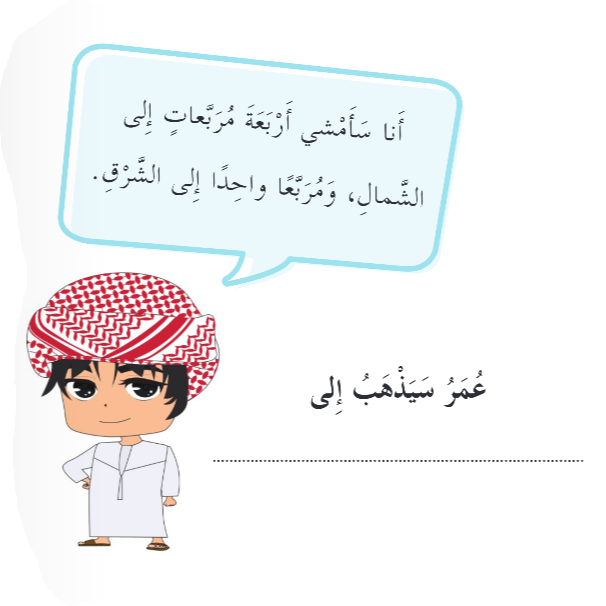 أَنا سَأَمْشي أَرْبَعَةَ مُرَبَّعاتٍ إِلى
الشَّمالِ، وَمُرَبَّعًا واحِدًا إِلى الشَّرْقِ.
عُمَرُ سَيَذْهَبُ إِلى